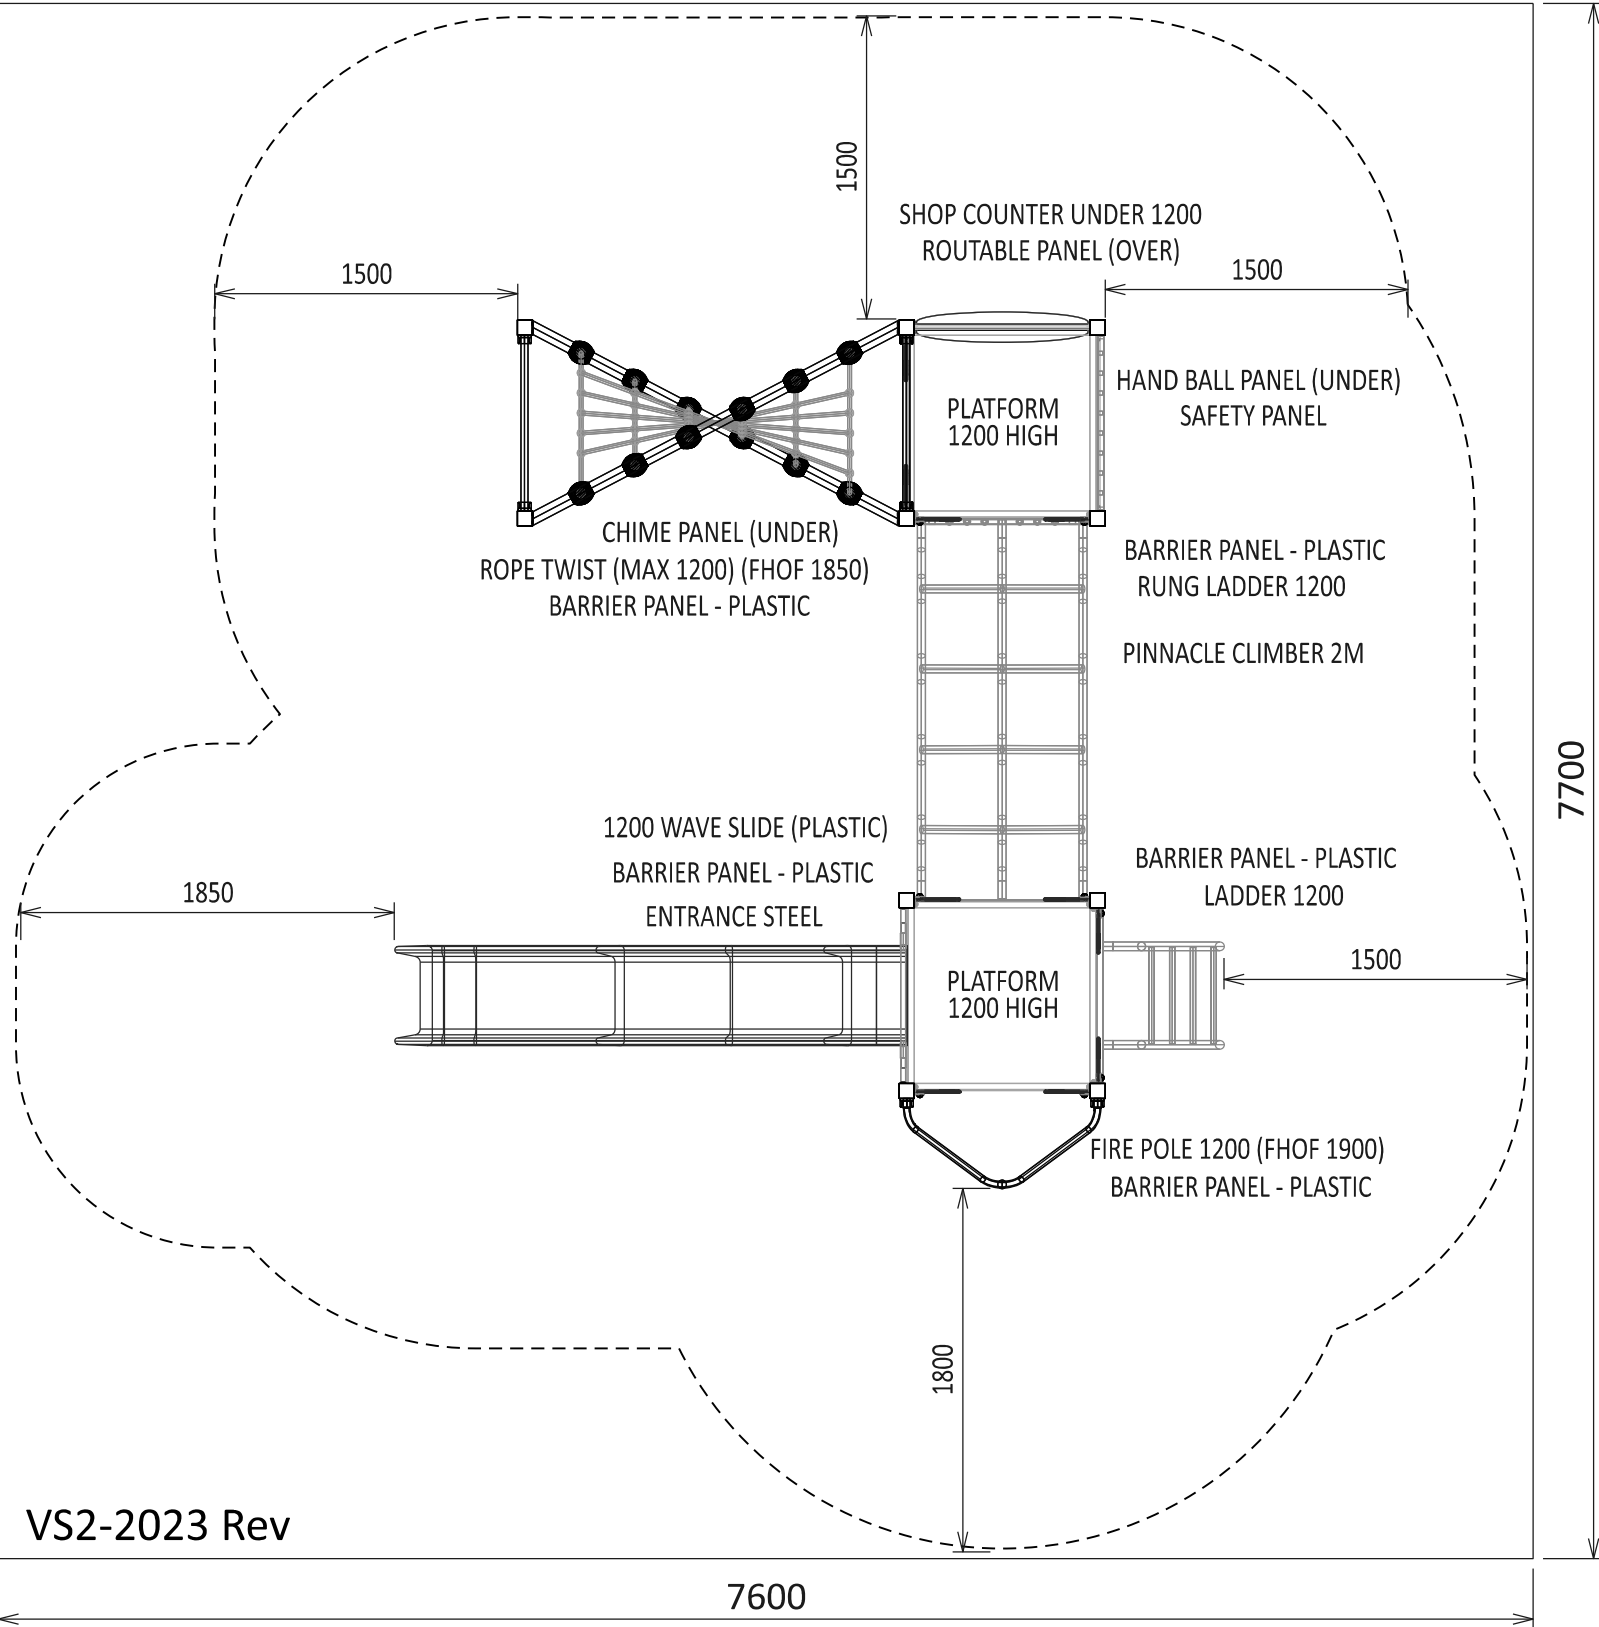 1500
SHOP COUNTER UNDER 1200
ROUTABLE PANEL (OVER)
1500
1500
HAND BALL PANEL (UNDER)
SAFETY PANEL
PLATFORM
1200 HIGH
CHIME PANEL (UNDER)
ROPE TWIST (MAX 1200) (FHOF 1850)
BARRIER PANEL - PLASTIC
BARRIER PANEL - PLASTIC
RUNG LADDER 1200
PINNACLE CLIMBER 2M
7700
1200 WAVE SLIDE (PLASTIC)
BARRIER PANEL - PLASTIC
ENTRANCE STEEL
BARRIER PANEL - PLASTIC
LADDER 1200
1850
1500
PLATFORM
1200 HIGH
FIRE POLE 1200 (FHOF 1900)
BARRIER PANEL - PLASTIC
1800
VS2-2023 Rev
7600